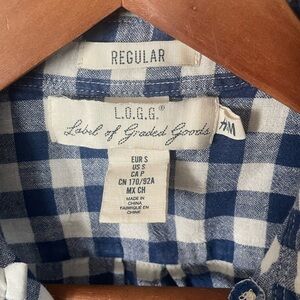 REGULAR
L.O.G.G.®
Label of Graded Goods
H&M
EUR S
US S
CA P
CN 170/92A
MX CH
MADE IN
CHINA
FABRIQUÉ EN
CHINE